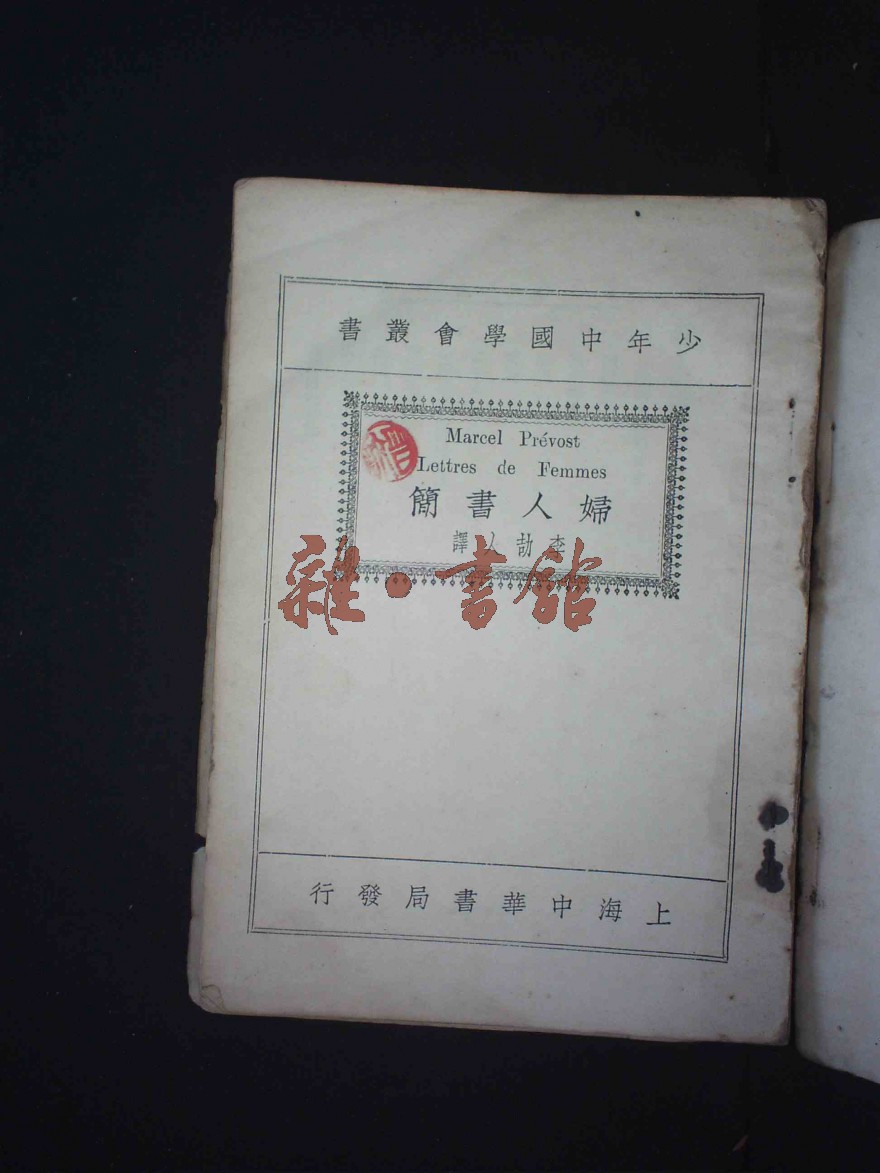 少年中國學會叢書
Marcel Prévost
Lettres de Femmes
婦人書簡
李劼人譯
雜·書館
上海中華書局發行